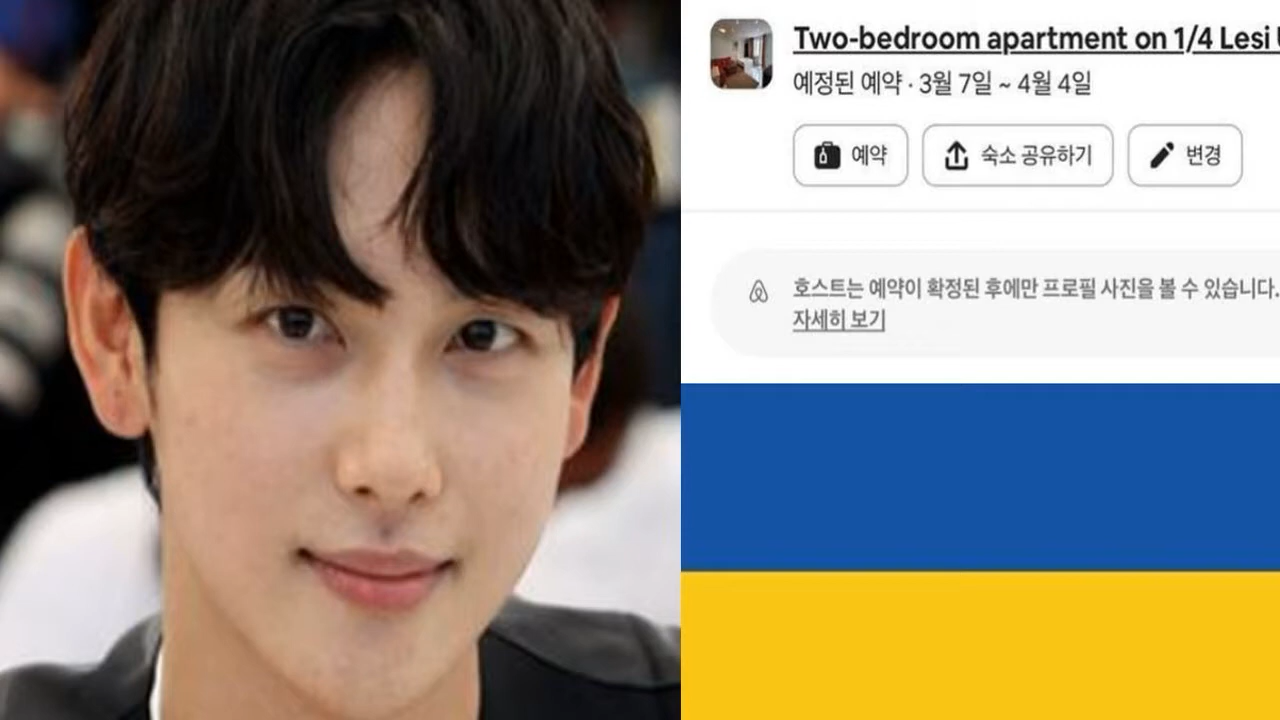 Two-bedroom apartment on 1/4 Lesi
예정된 예약 · 3월 7일 ~ 4월 4일
예약
숙소 공유하기
변경
호스트는 예약이 확정된 후에만 프로필 사진을 볼 수 있습니다.
자세히 보기